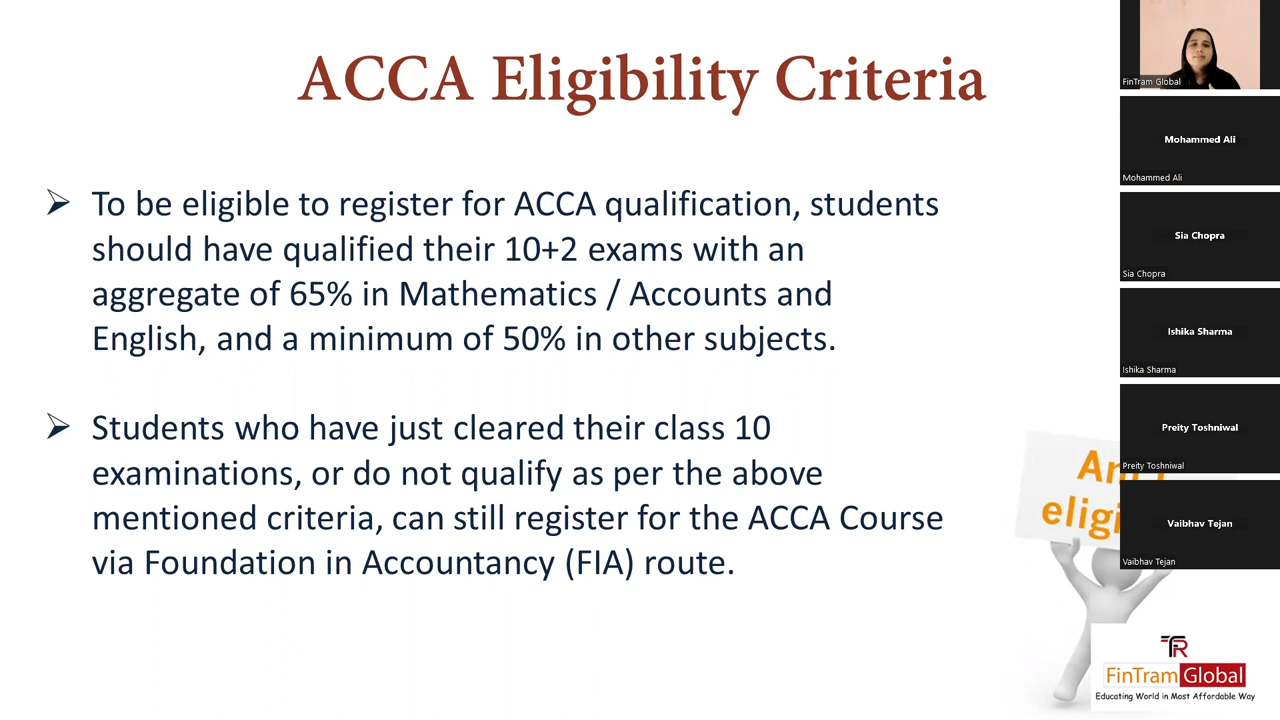 ACCA Eligibility Criteria
To be eligible to register for ACCA qualification, students
should have qualified their 10+2 exams with an
aggregate of 65% in Mathematics / Accounts and
English, and a minimum of 50% in other subjects.
Students who have just cleared their class 10
examinations, or do not qualify as per the above
mentioned criteria, can still register for the ACCA Course
via Foundation in Accountancy (FIA) route.
FinTram Global
Mohammed Ali
Mohammed Ali
Sia Chopra
Sia Chopra
Ishika Sharma
Ishika Sharma
Preity Toshniwal
Preity Toshniwal
Vaibhav Tejan
Vaibhav Tejan
FinTram Global
Educating World in Most Affordable Way